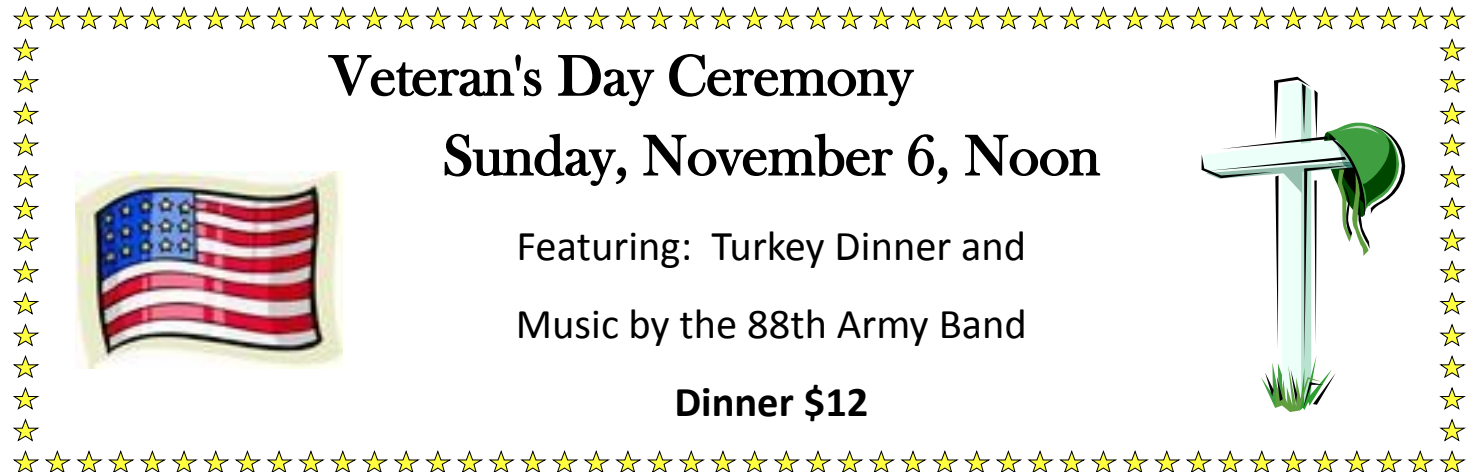 Veteran's Day Ceremony
Sunday, November 6, Noon
Featuring:  Turkey Dinner and
Music by the 88th Army Band
Dinner $12